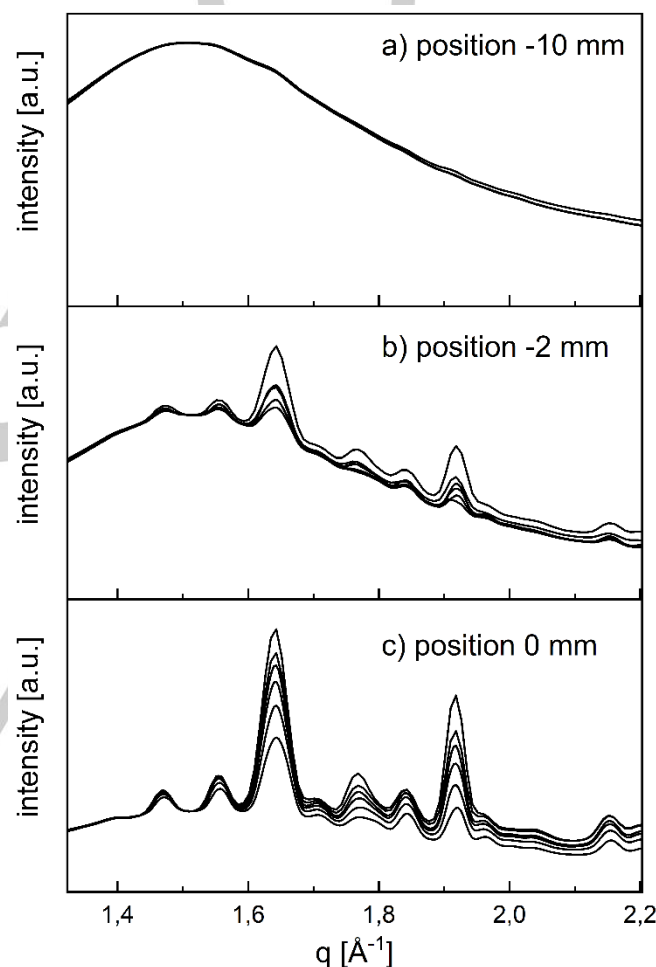 a) position -10 mm
intensity [a.u.]
b) position -2 mm
intensity [a.u.]
c) position 0 mm
intensity [a.u.]
1,4 1,6 1,8 2,0 2,2
q [Å⁻¹]